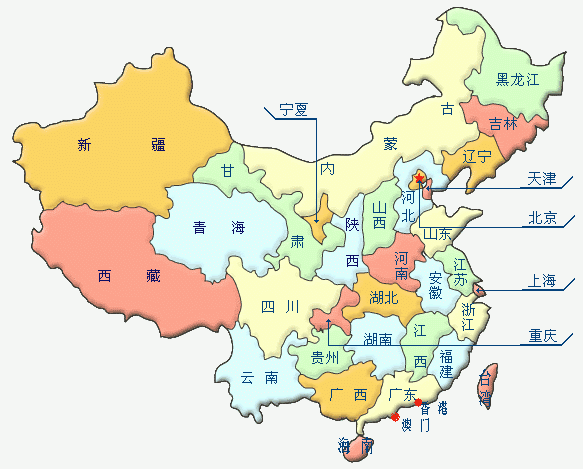 黑龙江
吉林
辽宁
内蒙古
宁夏
新疆
甘肃
天津
北京
河北
山西
陕西
青海
山东
西藏
河南
江苏
安徽
上海
四川
湖北
浙江
重庆
湖南
江西
贵州
福建
云南
广西
广东
台湾
香港
澳门
海南